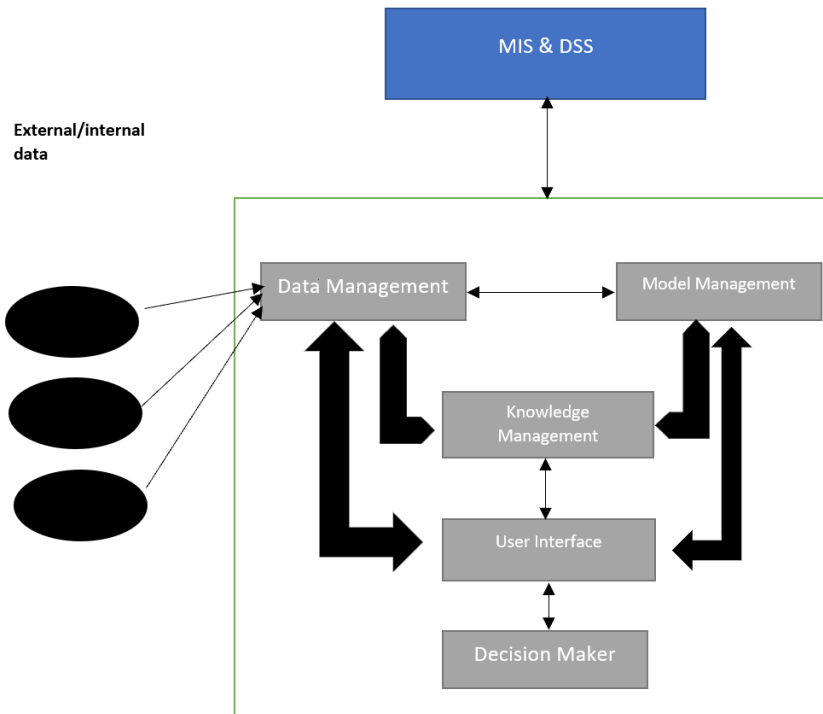 MIS & DSS
External/internal
data
Data Management
Model Management
Knowledge
Management
User Interface
Decision Maker